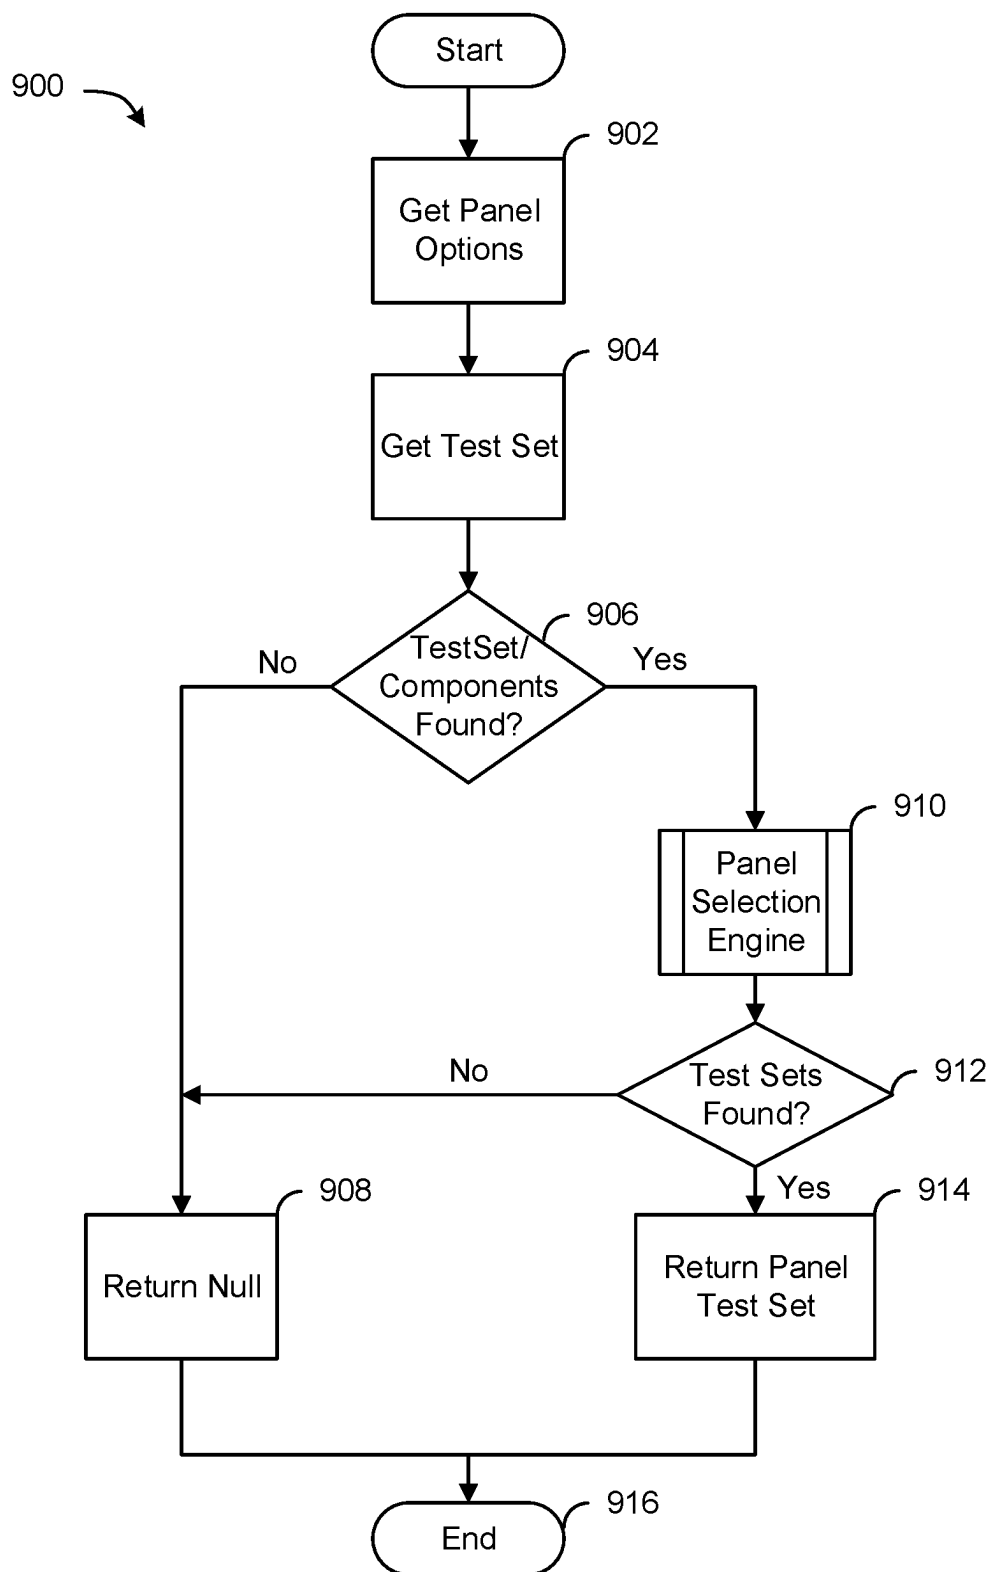 Start
900
902
Get Panel
Options
904
Get Test Set
906
TestSet/
Components
Found?
No
Yes
910
Panel
Selection
Engine
912
Test Sets
Found?
No
Yes
908
Return Null
914
Return Panel
Test Set
916
End